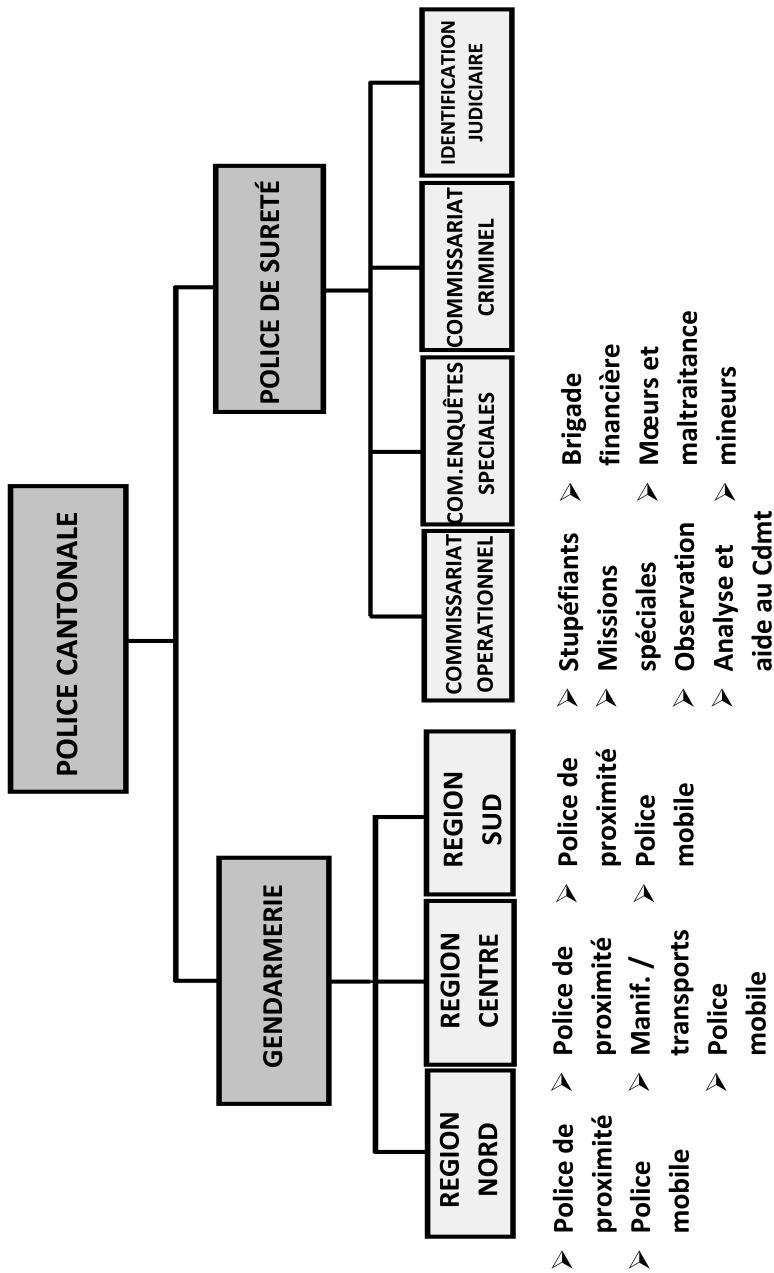 POLICE CANTONALE
GENDARMERIE
POLICE DE SURETÉ
REGION
NORD
REGION
CENTRE
REGION
SUD
COMMISSARIAT
OPERATIONNEL
COM.ENQUÊTES
SPECIALES
COMMISSARIAT
CRIMINEL
IDENTIFICATION
JUDICIAIRE
➢ Police de
proximité
➢ Police
mobile
➢ Police de
proximité
➢ Manif. /
transports
➢ Police
mobile
➢ Police de
proximité
➢ Police
mobile
➢ Stupéfiants
➢ Missions
spéciales
➢ Observation
➢ Analyse et
aide au Cdmt
➢ Brigade
financière
➢ Mœurs et
maltraitance
➢ mineurs